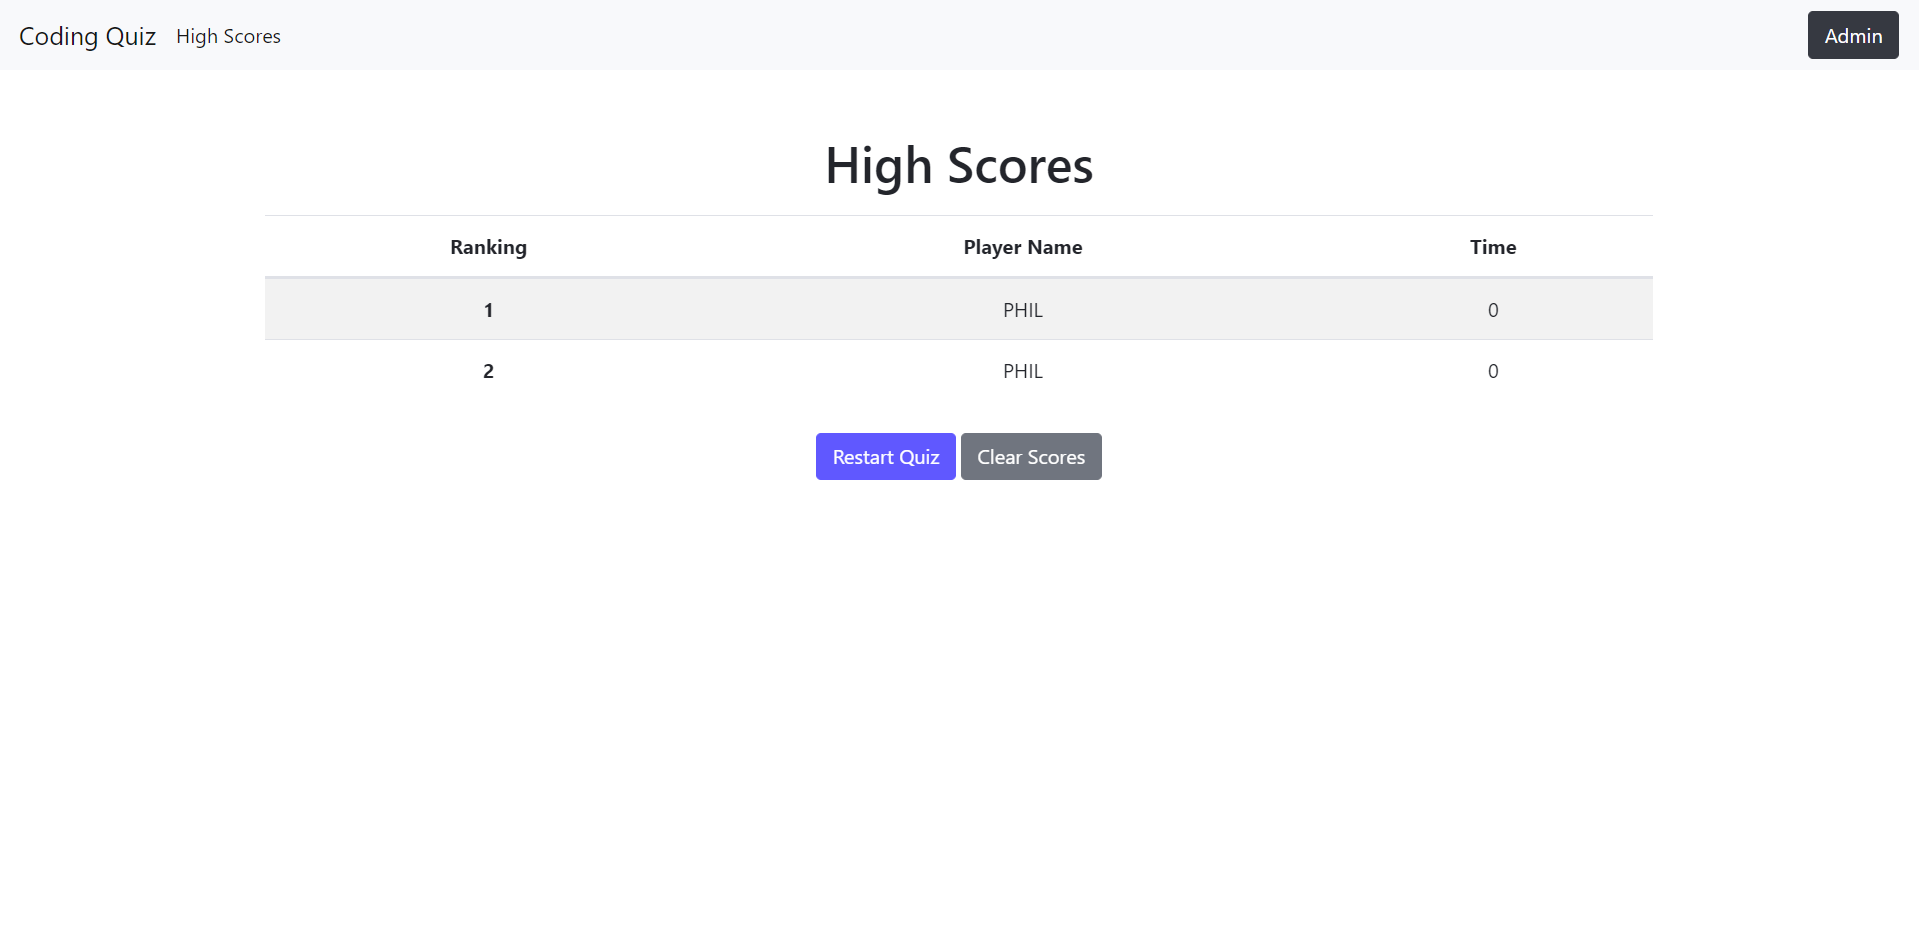 Coding Quiz High Scores Admin
High Scores
Ranking Player Name Time
1 PHIL 0
2 PHIL 0
Restart Quiz Clear Scores